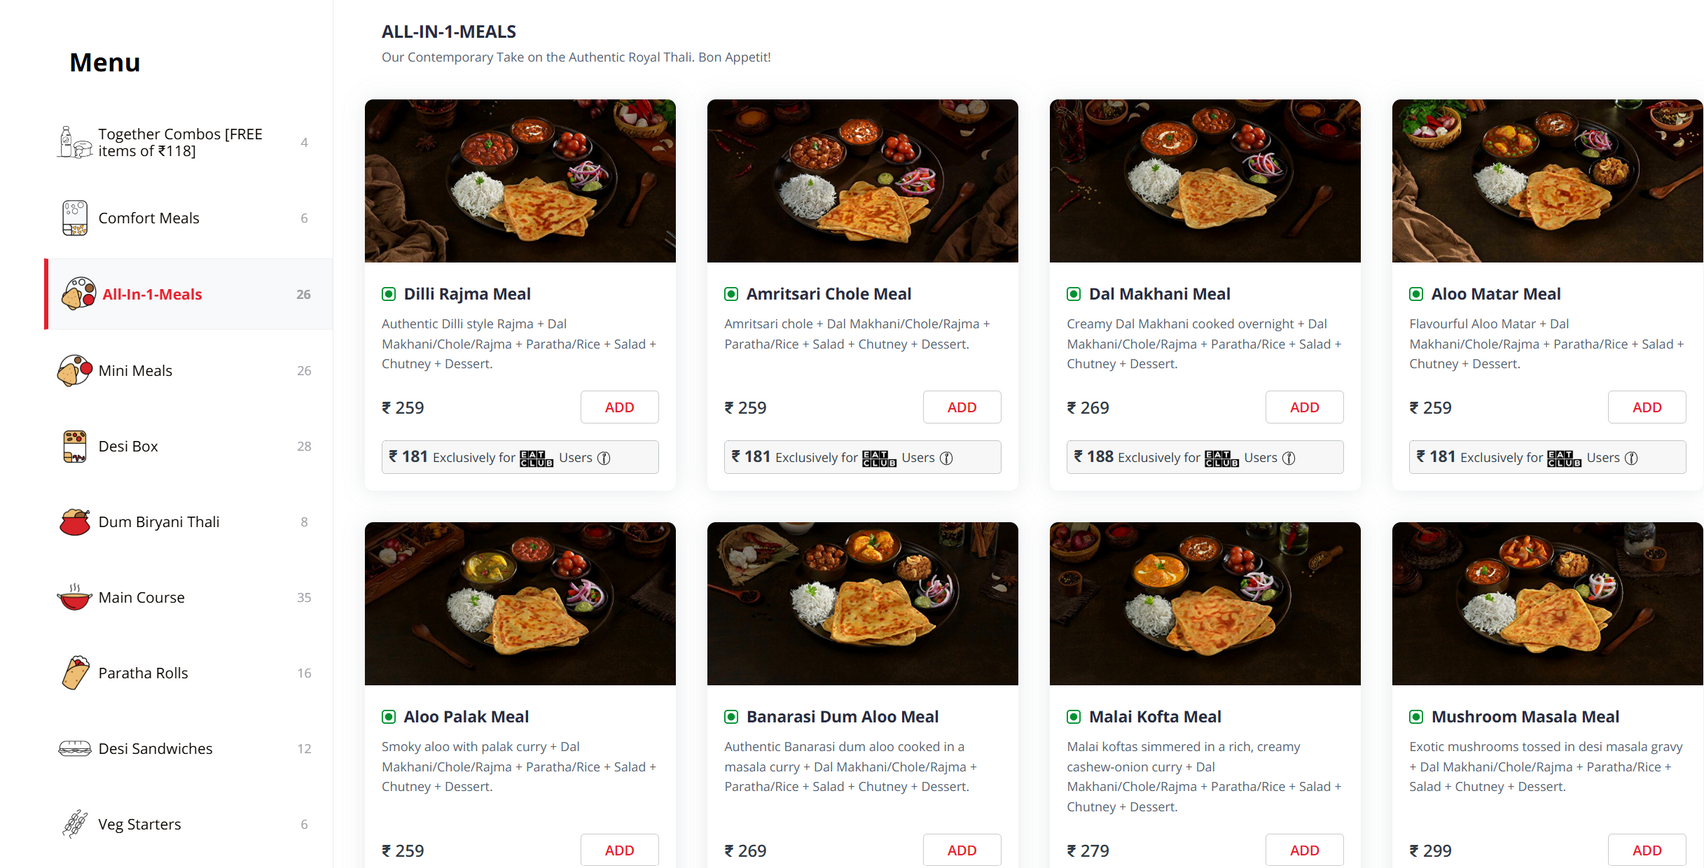 Menu
Together Combos [FREE
items of ₹118]
4
Comfort Meals
6
All-In-1-Meals
26
Mini Meals
26
Desi Box
28
Dum Biryani Thali
8
Main Course
35
Paratha Rolls
16
Desi Sandwiches
12
Veg Starters
6
ALL-IN-1-MEALS
Our Contemporary Take on the Authentic Royal Thali. Bon Appetit!
Dilli Rajma Meal
Authentic Dilli style Rajma + Dal
Makhani/Chole/Rajma + Paratha/Rice + Salad +
Chutney + Dessert.
₹ 259
ADD
₹ 181 Exclusively for EAT CLUB Users
Amritsari Chole Meal
Amritsari chole + Dal Makhani/Chole/Rajma +
Paratha/Rice + Salad + Chutney + Dessert.
₹ 259
ADD
₹ 181 Exclusively for EAT CLUB Users
Dal Makhani Meal
Creamy Dal Makhani cooked overnight + Dal
Makhani/Chole/Rajma + Paratha/Rice + Salad +
Chutney + Dessert.
₹ 269
ADD
₹ 188 Exclusively for EAT CLUB Users
Aloo Matar Meal
Flavourful Aloo Matar + Dal
Makhani/Chole/Rajma + Paratha/Rice + Salad +
Chutney + Dessert.
₹ 259
ADD
₹ 181 Exclusively for EAT CLUB Users
Aloo Palak Meal
Smoky aloo with palak curry + Dal
Makhani/Chole/Rajma + Paratha/Rice + Salad +
Chutney + Dessert.
₹ 259
ADD
Banarasi Dum Aloo Meal
Authentic Banarasi dum aloo cooked in a
masala curry + Dal Makhani/Chole/Rajma +
Paratha/Rice + Salad + Chutney + Dessert.
₹ 269
ADD
Malai Kofta Meal
Malai koftas simmered in a rich, creamy
cashew-onion curry + Dal
Makhani/Chole/Rajma + Paratha/Rice + Salad +
Chutney + Dessert.
₹ 279
ADD
Mushroom Masala Meal
Exotic mushrooms tossed in desi masala gravy
+ Dal Makhani/Chole/Rajma + Paratha/Rice +
Salad + Chutney + Dessert.
₹ 299
ADD